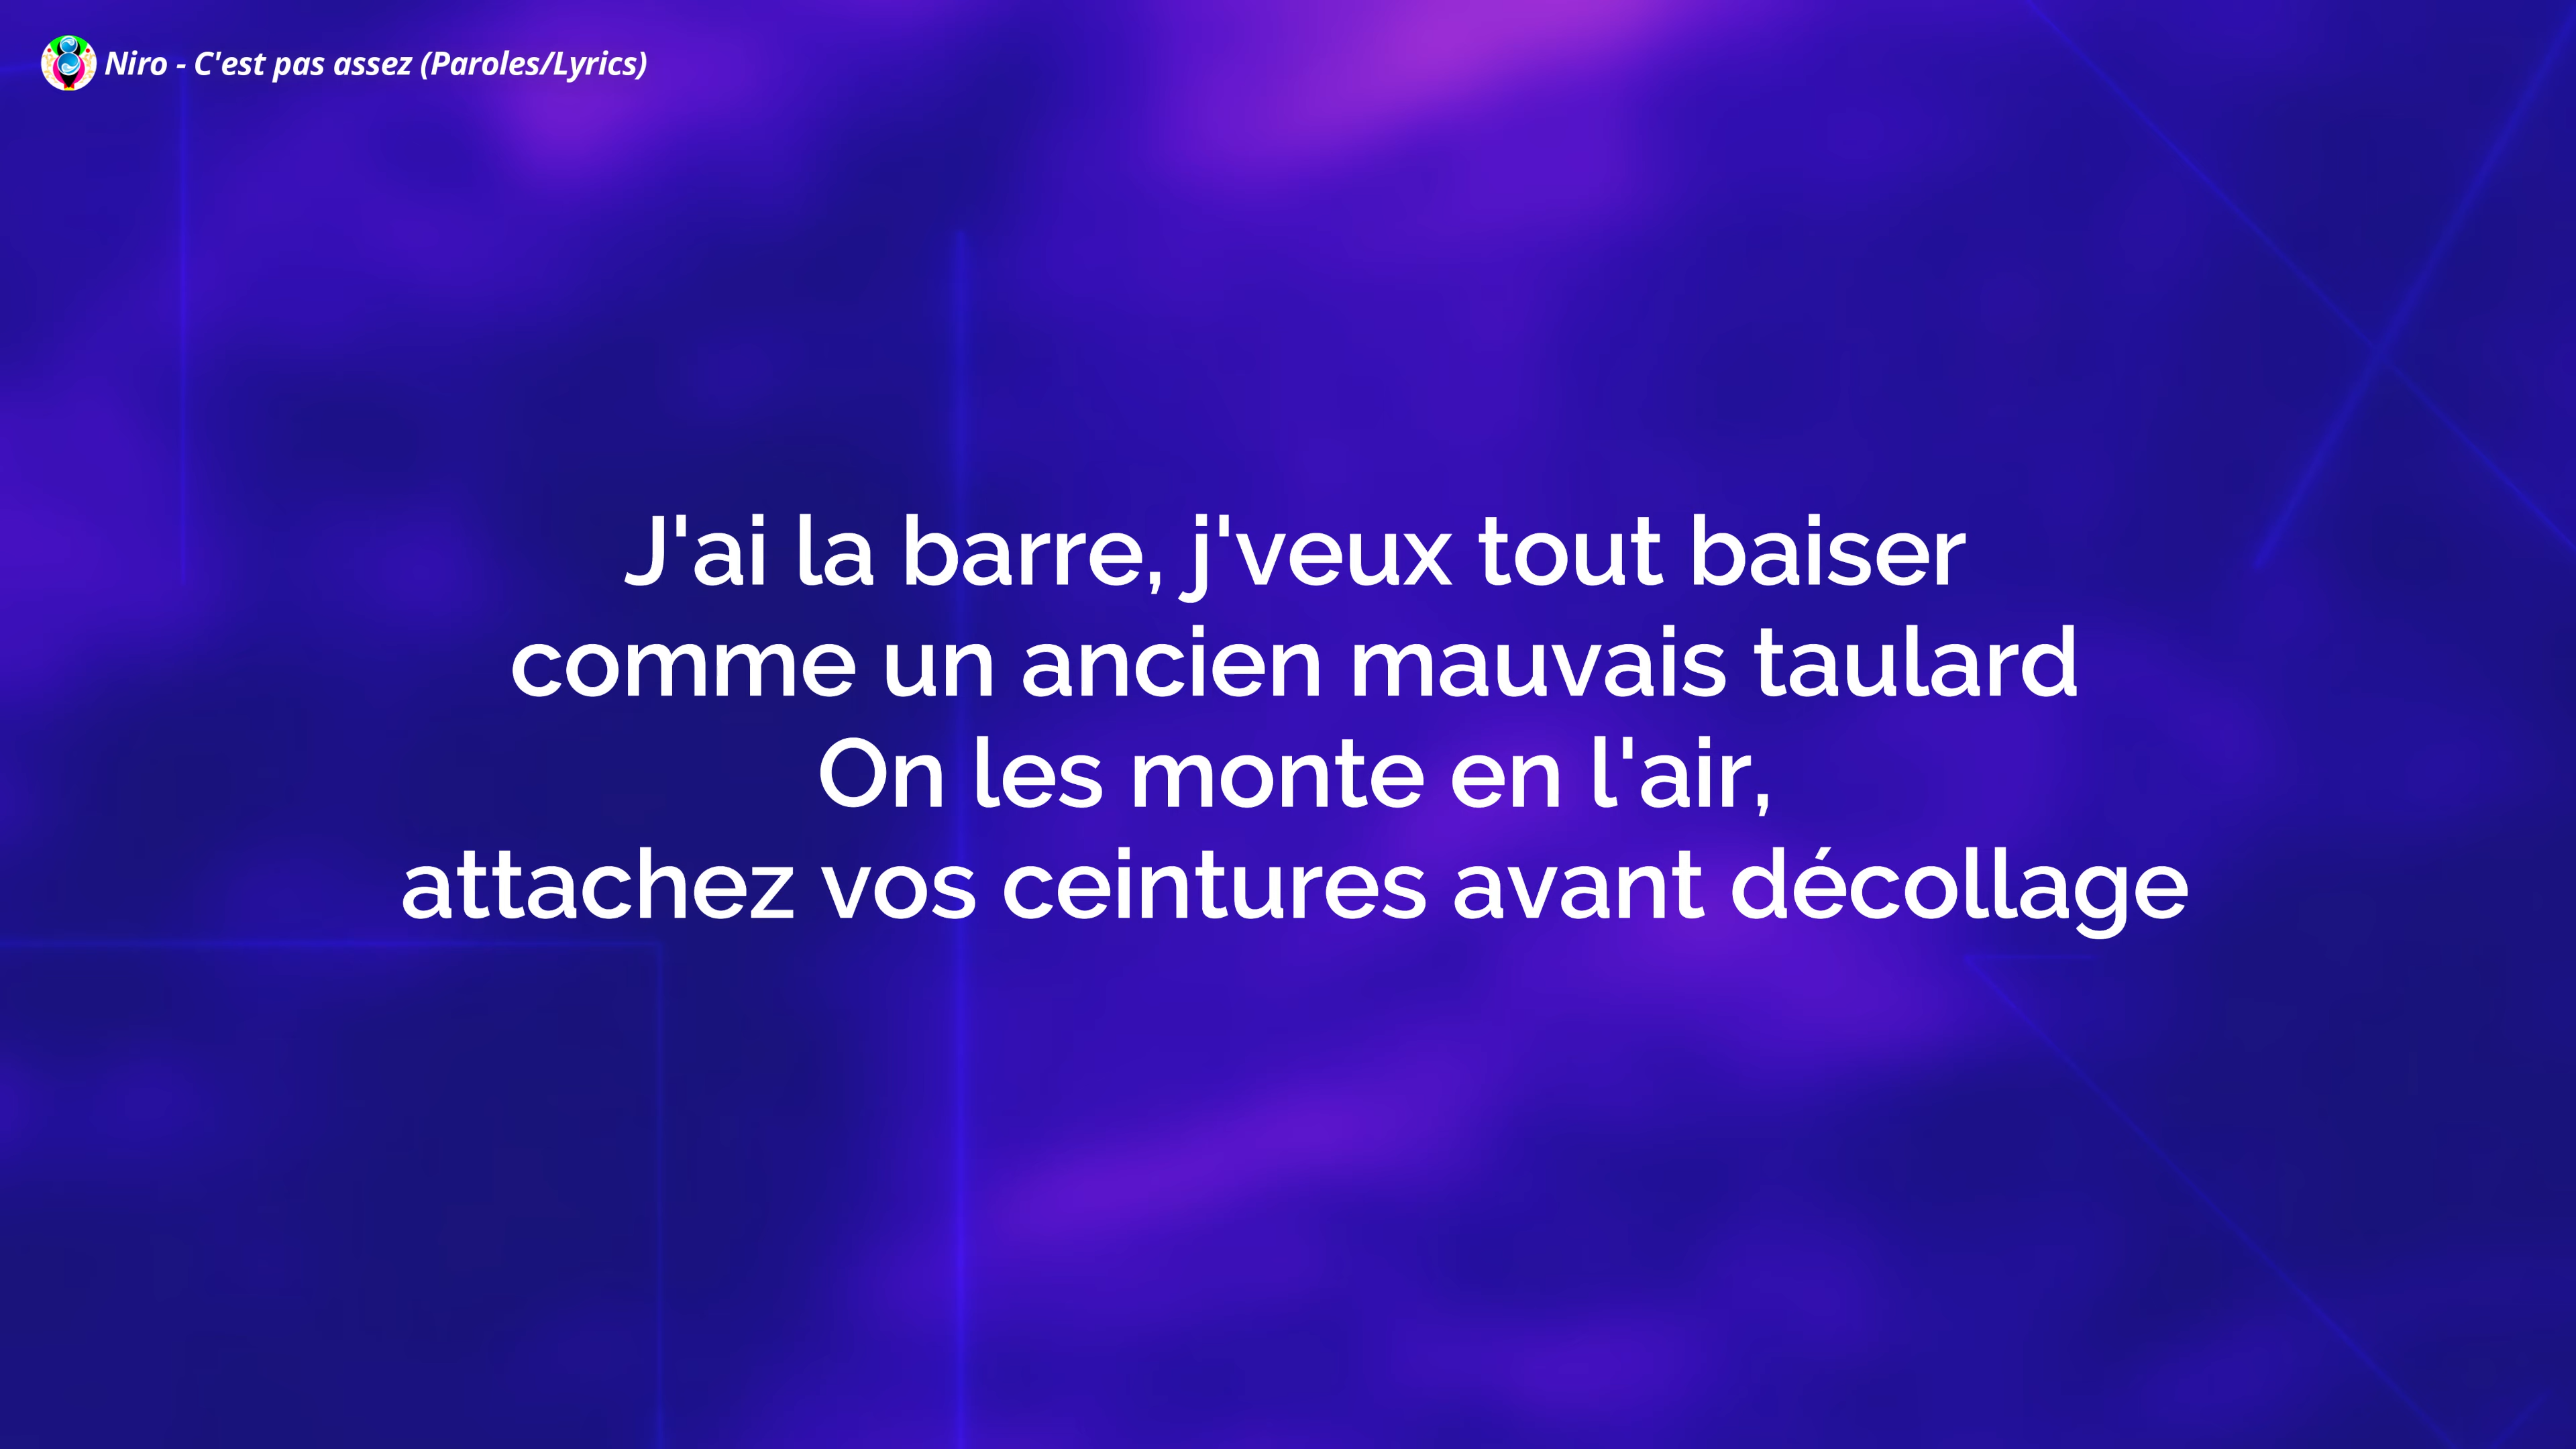 Niro - C'est pas assez (Paroles/Lyrics)
J'ai la barre, j'veux tout baiser
comme un ancien mauvais taulard
On les monte en l'air,
attachez vos ceintures avant décollage